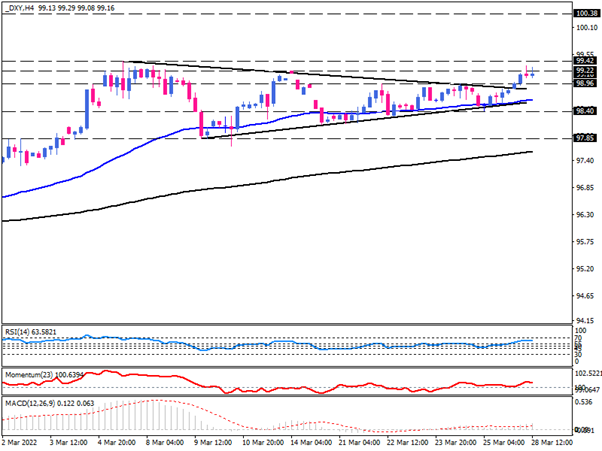 _DXY,H4 99.13 99.29 99.08 99.16
100.38
100.10
99.55
99.42
99.22
98.96
98.40
97.85
97.40
96.85
96.30
95.75
95.20
94.65
94.15
RSI(14) 63.5821
100
70
30
0
Momentum(23) 100.6394
102.5221
100
MACD(12,26,9) 0.122 0.063
0.536
2 Mar 2022
3 Mar 12:00
4 Mar 20:00
8 Mar 04:00
9 Mar 12:00
10 Mar 20:00
14 Mar 04:00
21 Mar 04:00
22 Mar 12:00
23 Mar 20:00
25 Mar 04:00
28 Mar 12:00